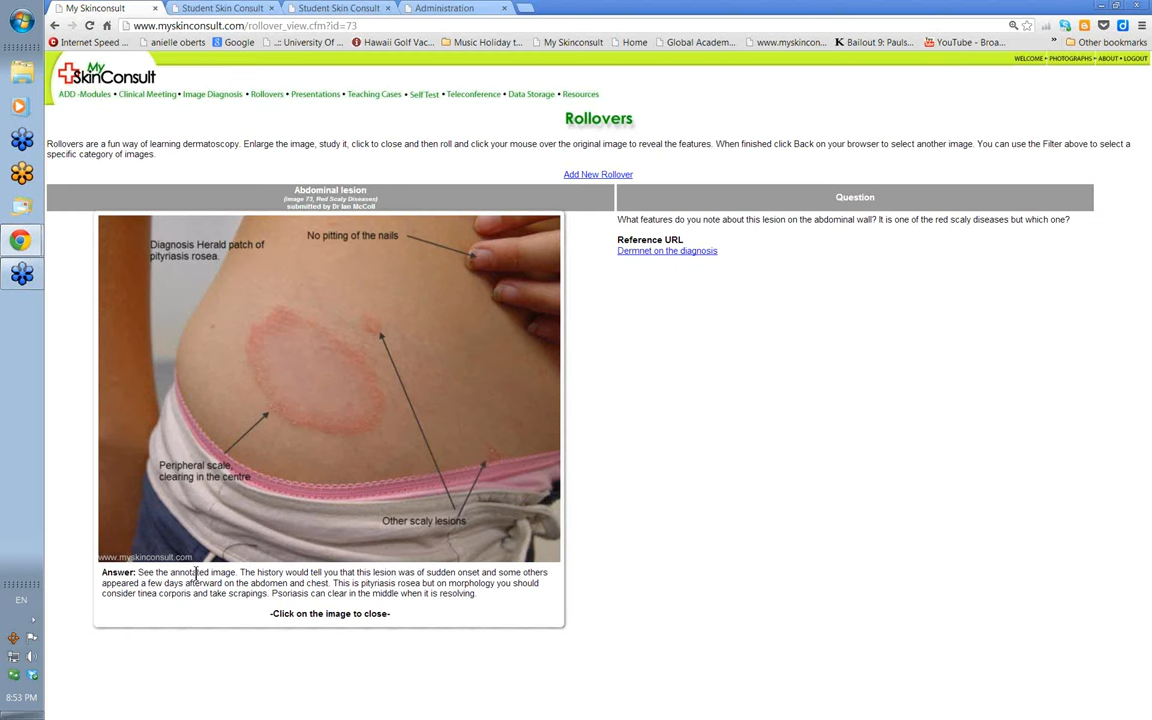 My Skinconsult
Student Skin Consult
Student Skin Consult
Administration
www.myskinconsult.com/rollover_view.cfm?id=73
Internet Speed ...
anielle oberts
Google
..:: University Of ...
Hawaii Golf Vac...
Music Holiday t...
My Skinconsult
Home
Global Academ...
www.myskincon...
Bailout 9: Pauls...
YouTube - Broa...
»
Other bookmarks
WELCOME • PHOTOGRAPHS • ABOUT • LOGOUT
My
SkinConsult
ADD -Modules • Clinical Meeting • Image Diagnosis • Rollovers • Presentations • Teaching Cases • Self Test • Teleconference • Data Storage • Resources
Rollovers
Rollovers are a fun way of learning dermatoscopy. Enlarge the image, study it, click to close and then roll and click your mouse over the original image to reveal the features. When finished click Back on your browser to select another image. You can use the Filter above to select a
specific category of images.
Add New Rollover
Abdominal lesion
(image 73, Red Scaly Diseases)
submitted by Dr Ian McColl
Question
What features do you note about this lesion on the abdominal wall? It is one of the red scaly diseases but which one?
Reference URL
Dermnet on the diagnosis
No pitting of the nails
Diagnosis Herald patch of
pityriasis rosea.
Peripheral scale,
clearing in the centre
Other scaly lesions
www.myskinconsult.com
Answer: See the annotated image. The history would tell you that this lesion was of sudden onset and some others
appeared a few days afterward on the abdomen and chest. This is pityriasis rosea but on morphology you should
consider tinea corporis and take scrapings. Psoriasis can clear in the middle when it is resolving.
-Click on the image to close-
EN
8:53 PM